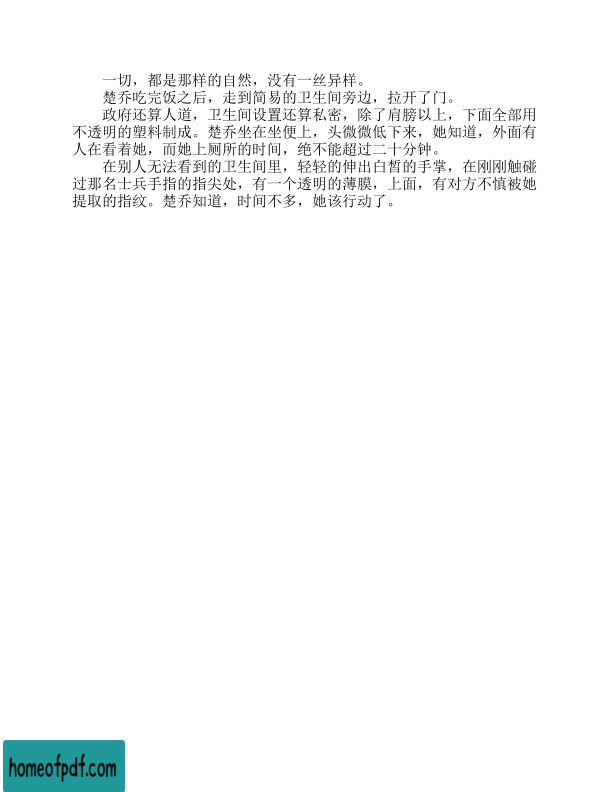 一切，都是那样的自然，没有一丝异样。
楚乔吃完饭之后，走到简易的卫生间旁边，拉开了门。
政府还算人道，卫生间设置还算私密，除了肩膀以上，下面全部用
不透明的塑料制成。楚乔坐在坐便上，头微微低下来，她知道，外面有
人在看着她，而她上厕所的时间，绝不能超过二十分钟。
在别人无法看到的卫生间里，轻轻的伸出白皙的手掌，在刚刚触碰
过那名士兵手指的指尖处，有一个透明的薄膜，上面，有对方不慎被她
提取的指纹。楚乔知道，时间不多，她该行动了。
homeofpdf.com